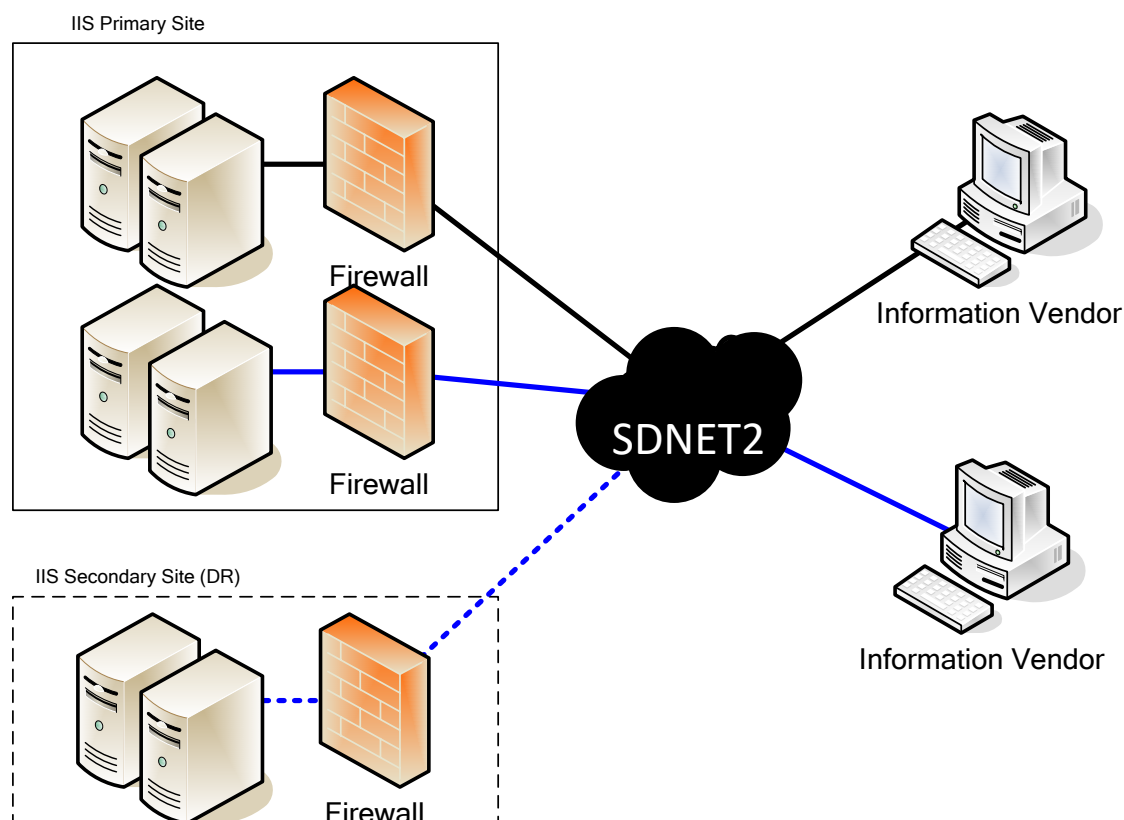 IIS Primary Site
Firewall
Information Vendor
SDNET2
Firewall
IIS Secondary Site (DR)
Information Vendor
Firewall